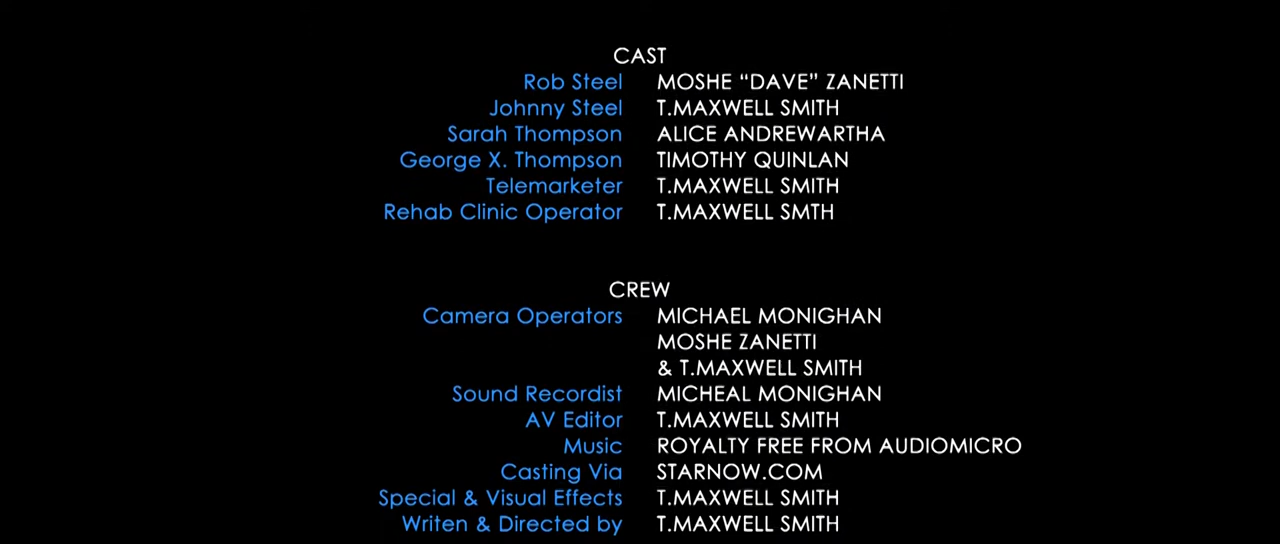 CAST
Rob Steel MOSHE “DAVE” ZANETTI
Johnny Steel T.MAXWELL SMITH
Sarah Thompson ALICE ANDREWARTHA
George X. Thompson TIMOTHY QUINLAN
Telemarketer T.MAXWELL SMITH
Rehab Clinic Operator T.MAXWELL SMTH
CREW
Camera Operators MICHAEL MONIGHAN
MOSHE ZANETTI
& T.MAXWELL SMITH
Sound Recordist MICHEAL MONIGHAN
AV Editor T.MAXWELL SMITH
Music ROYALTY FREE FROM AUDIOMICRO
Casting Via STARNOW.COM
Special & Visual Effects T.MAXWELL SMITH
Writen & Directed by T.MAXWELL SMITH